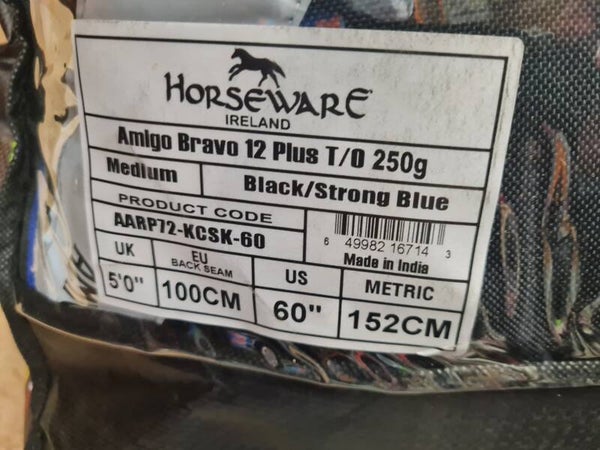 HORSEWARE
IRELAND
Amigo Bravo 12 Plus T/O 250g
Medium
Black/Strong Blue
PRODUCT CODE
AARP72-KCSK-60
6 49982 16714 3
Made in India
UK
EU
BACK SEAM
US
METRIC
5'0"
100CM
60"
152CM